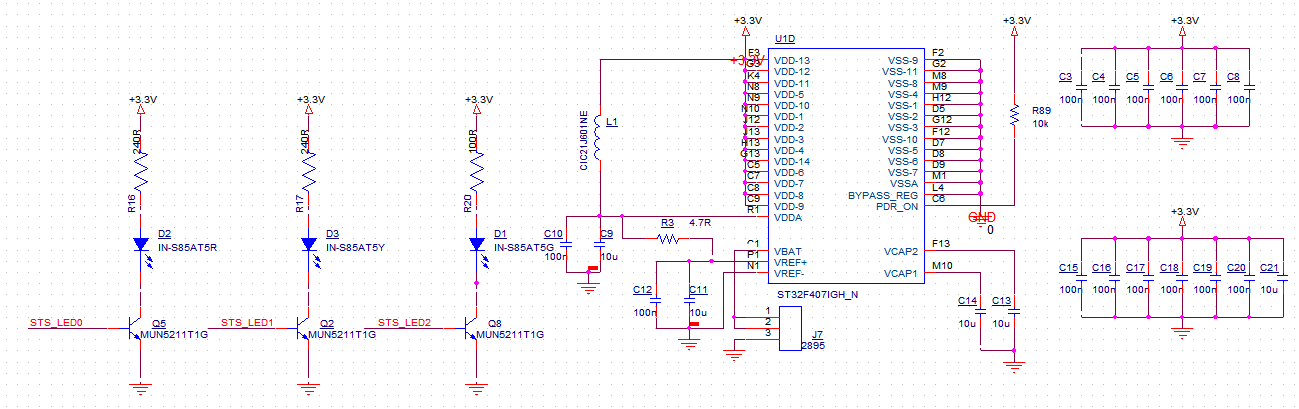 +3.3V
+3.3V
+3.3V
240R
240R
100R
R16
R17
R20
D2
IN-S85AT5R
D3
IN-S85AT5Y
D1
IN-S85AT5G
STS_LED0
Q5
MUN5211T1G
STS_LED1
Q2
MUN5211T1G
STS_LED2
Q8
MUN5211T1G
+3.3V
U1D
+3.3V
F3 VDD-13 VSS-9 F2
G3 VDD-12 VSS-11 G2
K4 VDD-11 VSS-8 M8
N8 VDD-5 VSS-4 M9
N9 VDD-10 VSS-1 H12
N10 VDD-1 VSS-2 D5
J12 VDD-2 VSS-3 G12
J13 VDD-3 VSS-10 F12
H13 VDD-4 VSS-5 D7
G13 VDD-14 VSS-6 D8
C5 VDD-6 VSS-7 D9
C7 VDD-7 VSSA M1
C8 VDD-8 BYPASS_REG L4
C9 VDD-9 PDR_ON C6
R1 VDDA
C1 VBAT VCAP2 F13
P1 VREF+
N1 VREF- VCAP1 M10
ST32F407IGH_N
L1
CIC21J601NE
C10
100n
C9
10u
R3 4.7R
C12
100n
C11
10u
1
2
3
J7
2895
GND
0
+3.3V
R89
10k
C14
10u
C13
10u
+3.3V
C3 C4 C5 C6 C7 C8
100n 100n 100n 100n 100n 100n
+3.3V
C15 C16 C17 C18 C19 C20 C21
100n 100n 100n 100n 100n 100n 10u